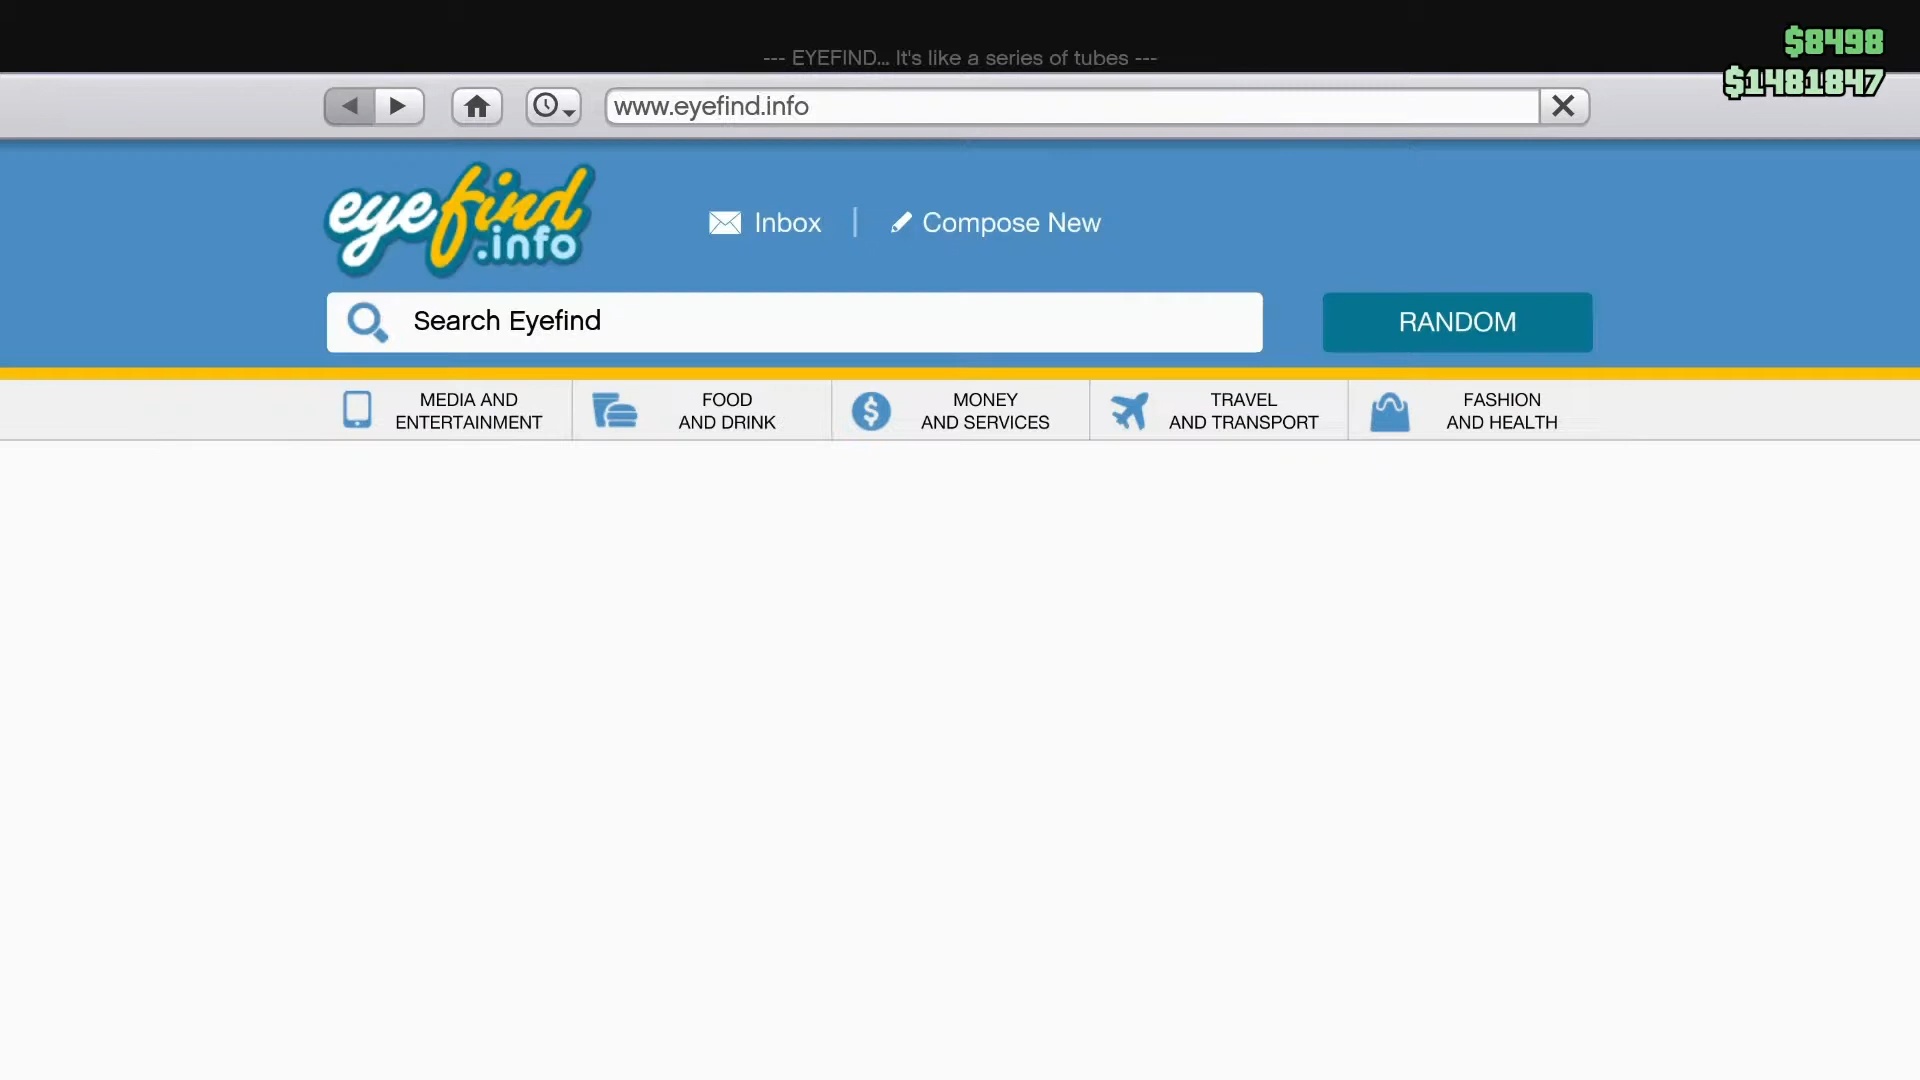 $8498
--- EYEFIND... It's like a series of tubes ---
$1481847
www.eyefind.info
eyefind
.info
Inbox
Compose New
Search Eyefind
RANDOM
MEDIA AND
ENTERTAINMENT
FOOD
AND DRINK
MONEY
AND SERVICES
TRAVEL
AND TRANSPORT
FASHION
AND HEALTH